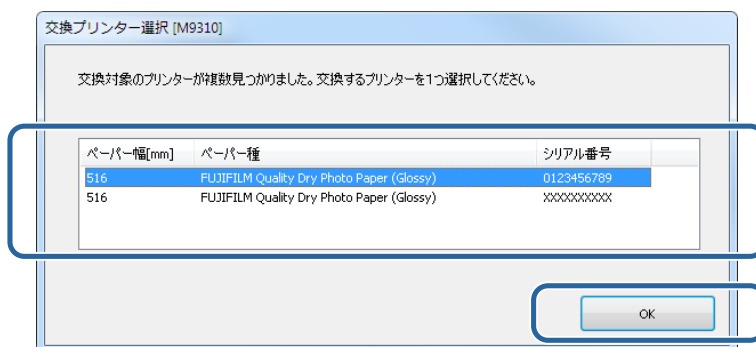 交換プリンター選択 [M9310]
交換対象のプリンターが複数見つかりました。交換するプリンターを1つ選択してください。
ペーパー幅[mm] ペーパー種 シリアル番号
516 FUJIFILM Quality Dry Photo Paper (Glossy) 0123456789
516 FUJIFILM Quality Dry Photo Paper (Glossy) XXXXXXXXXX
OK